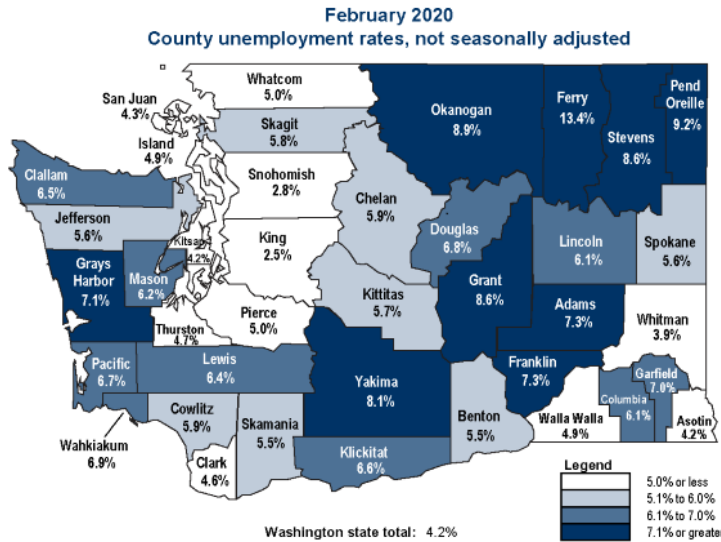 February 2020
County unemployment rates, not seasonally adjusted
Whatcom
5.0%
San Juan
4.3%
Skagit
5.8%
Island
4.9%
Okanogan
8.9%
Ferry
13.4%
Stevens
8.6%
Pend
Oreille
9.2%
Clallam
6.5%
Snohomish
2.8%
Chelan
5.9%
Jefferson
5.6%
Kitsap
4.2%
King
2.5%
Douglas
6.8%
Lincoln
6.1%
Spokane
5.6%
Grays
Harbor
7.1%
Mason
6.2%
Grant
8.6%
Kittitas
5.7%
Adams
7.3%
Pierce
5.0%
Thurston
4.7%
Whitman
3.9%
Pacific
6.7%
Lewis
6.4%
Yakima
8.1%
Franklin
7.3%
Garfield
7.0%
Columbia
6.1%
Cowlitz
5.9%
Skamania
5.5%
Benton
5.5%
Walla Walla
4.9%
Asotin
4.2%
Wahkiakum
6.9%
Clark
4.6%
Klickitat
6.6%
Legend
5.0% or less
5.1% to 6.0%
6.1% to 7.0%
7.1% or greate
Washington state total: 4.2%